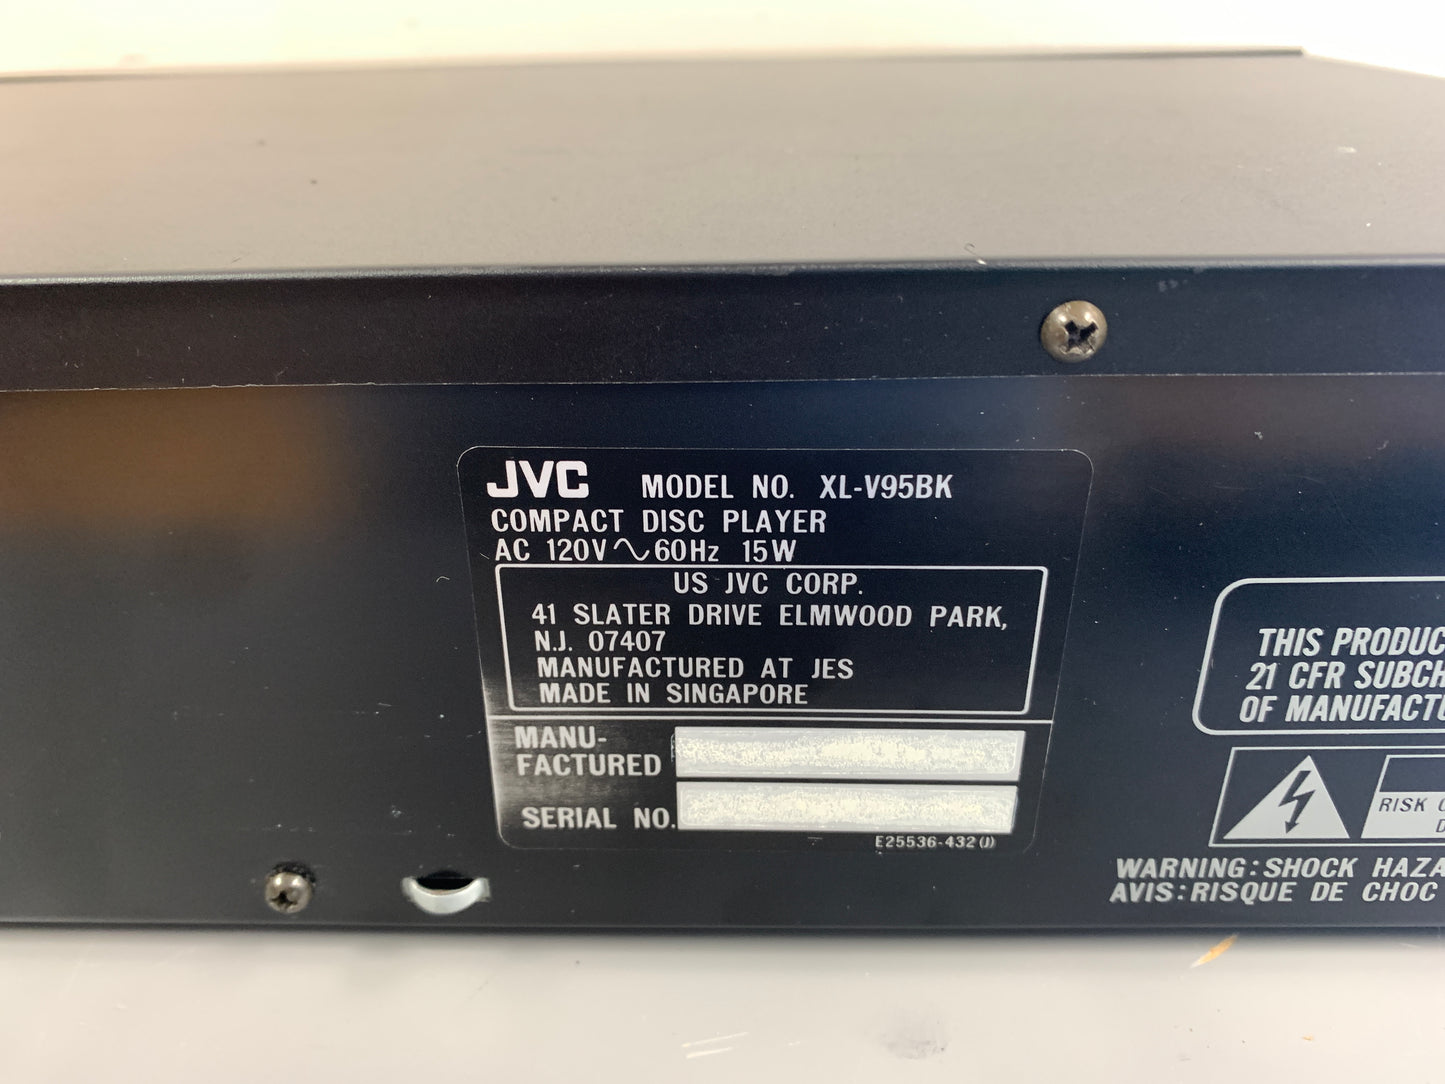 JVC MODEL NO. XL-V95BK
COMPACT DISC PLAYER
AC 120V ~ 60Hz 15W
US JVC CORP.
41 SLATER DRIVE ELMWOOD PARK,
N.J. 07407
MANUFACTURED AT JES
MADE IN SINGAPORE
MANU-
FACTURED
SERIAL NO.
E25536-432(J)
THIS PRODUC
21 CFR SUBCH
OF MANUFACTU
RISK
WARNING: SHOCK HAZA
AVIS: RISQUE DE CHOC